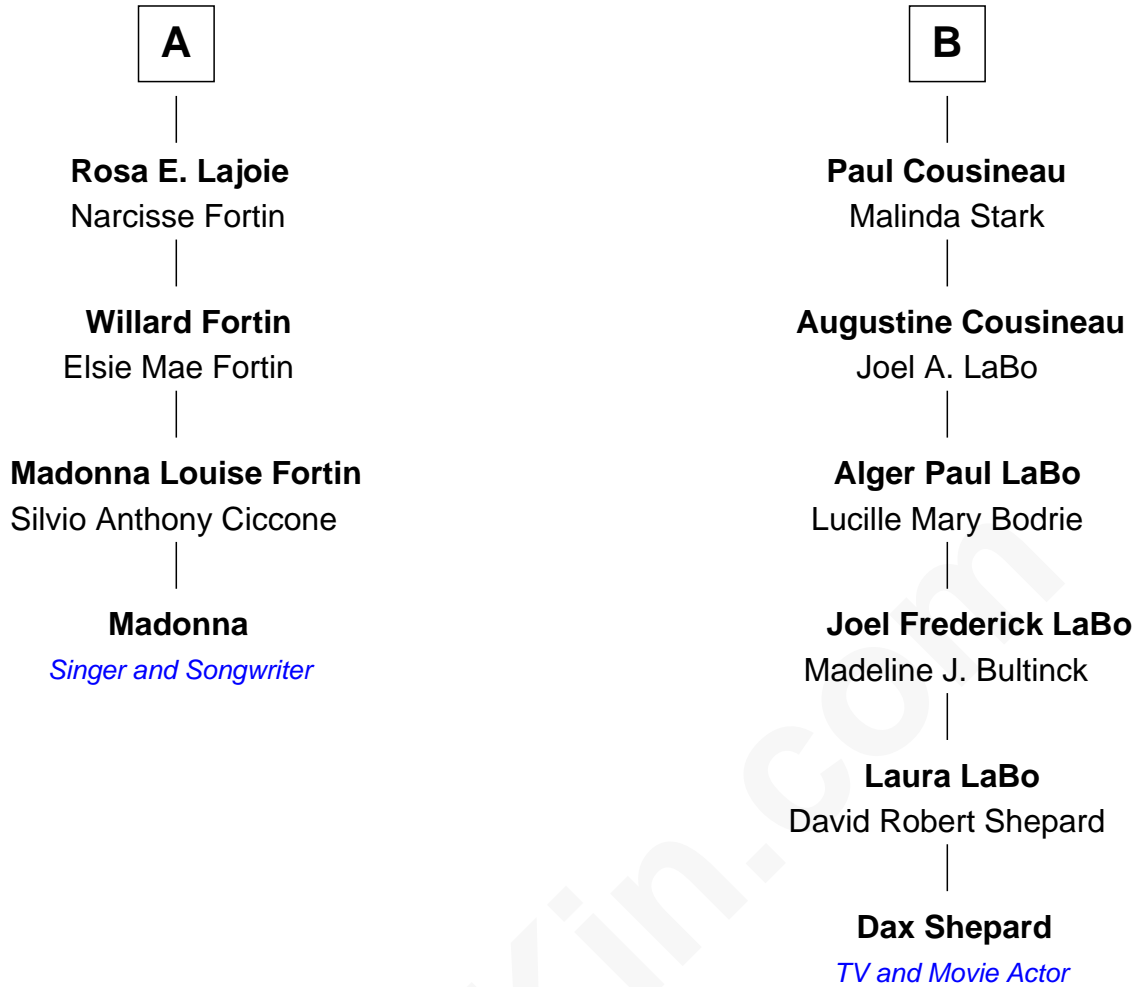 A
Rosa E. Lajoie
Narcisse Fortin
Willard Fortin
Elsie Mae Fortin
Madonna Louise Fortin
Silvio Anthony Ciccone
Madonna
Singer and Songwriter
B
Paul Cousineau
Malinda Stark
Augustine Cousineau
Joel A. LaBo
Alger Paul LaBo
Lucille Mary Bodrie
Joel Frederick LaBo
Madeline J. Bultinck
Laura LaBo
David Robert Shepard
Dax Shepard
TV and Movie Actor